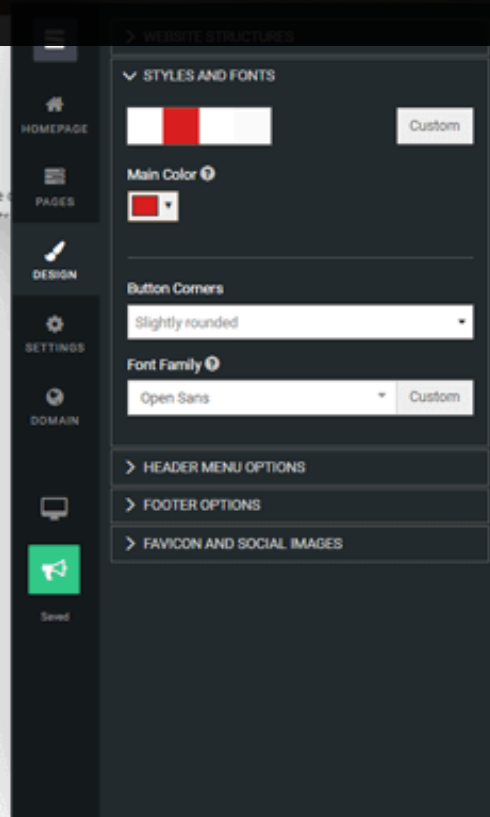 WEBSITE STRUCTURES
STYLES AND FONTS
HOMEPAGE
Custom
Main Color
PAGES
DESIGN
Button Corners
Slightly rounded
SETTINGS
Font Family
Open Sans
Custom
DOMAIN
HEADER MENU OPTIONS
FOOTER OPTIONS
FAVICON AND SOCIAL IMAGES
Saved